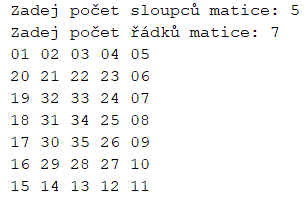 Zadej počet sloupců matice: 5
Zadej počet řádků matice: 7
01 02 03 04 05
20 21 22 23 06
19 32 33 24 07
18 31 34 25 08
17 30 35 26 09
16 29 28 27 10
15 14 13 12 11